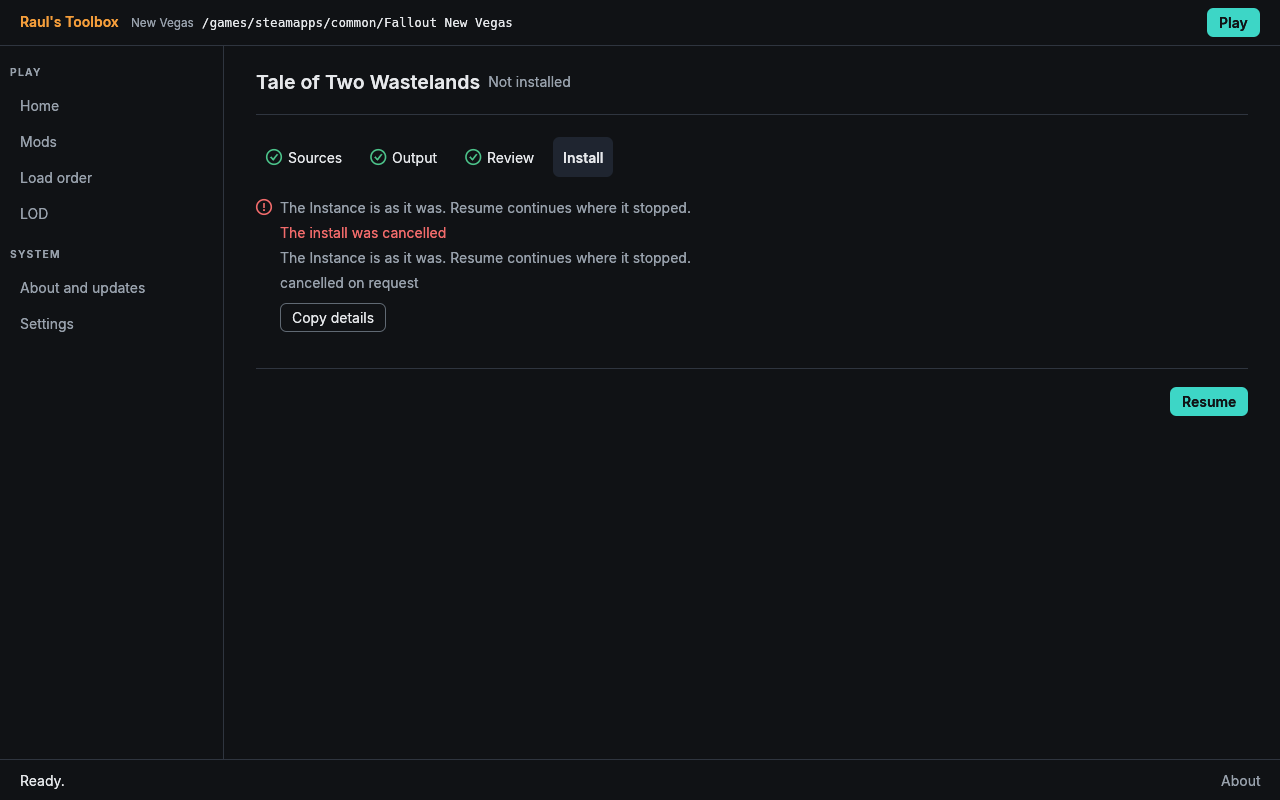 Raul's Toolbox New Vegas /games/steamapps/common/Fallout New Vegas Play
PLAY
Home
Mods
Load order
LOD
SYSTEM
About and updates
Settings
Tale of Two Wastelands Not installed
Sources Output Review Install
The Instance is as it was. Resume continues where it stopped.
The install was cancelled
The Instance is as it was. Resume continues where it stopped.
cancelled on request
Copy details
Resume
Ready. About